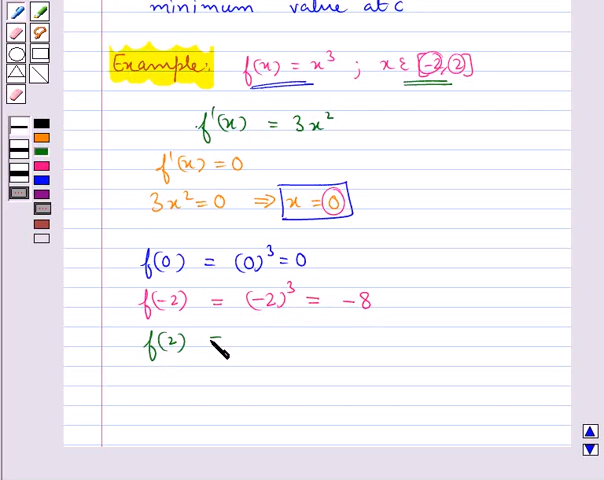 minimum value at c
Example: f(x) = x³ ; x ε [-2, 2]
f'(x) = 3x²
f'(x) = 0
3x² = 0 ⇒ x = 0
f(0) = (0)³ = 0
f(-2) = (-2)³ = -8
f(2) =